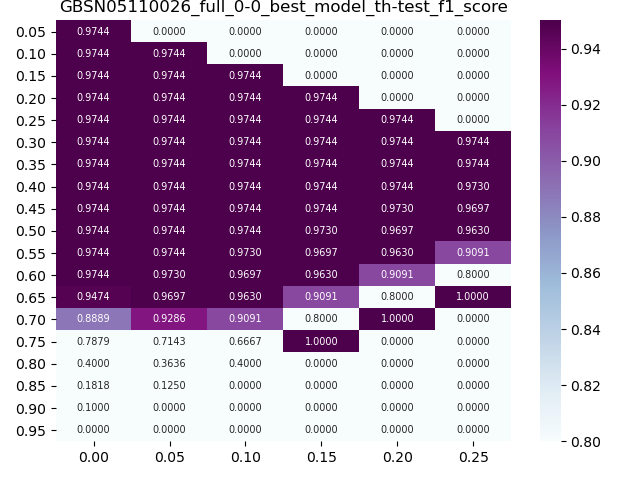 GBSN05110026_full_0-0_best_model_th-test_f1_score
0.05 0.9744 0.0000 0.0000 0.0000 0.0000 0.0000
0.10 0.9744 0.9744 0.0000 0.0000 0.0000 0.0000
0.15 0.9744 0.9744 0.9744 0.0000 0.0000 0.0000
0.20 0.9744 0.9744 0.9744 0.9744 0.0000 0.0000
0.25 0.9744 0.9744 0.9744 0.9744 0.9744 0.0000
0.30 0.9744 0.9744 0.9744 0.9744 0.9744 0.9744
0.35 0.9744 0.9744 0.9744 0.9744 0.9744 0.9744
0.40 0.9744 0.9744 0.9744 0.9744 0.9744 0.9730
0.45 0.9744 0.9744 0.9744 0.9744 0.9730 0.9697
0.50 0.9744 0.9744 0.9744 0.9730 0.9697 0.9630
0.55 0.9744 0.9744 0.9730 0.9697 0.9630 0.9091
0.60 0.9744 0.9730 0.9697 0.9630 0.9091 0.8000
0.65 0.9474 0.9697 0.9630 0.9091 0.8000 1.0000
0.70 0.8889 0.9286 0.9091 0.8000 1.0000 0.0000
0.75 0.7879 0.7143 0.6667 1.0000 0.0000 0.0000
0.80 0.4000 0.3636 0.4000 0.0000 0.0000 0.0000
0.85 0.1818 0.1250 0.0000 0.0000 0.0000 0.0000
0.90 0.1000 0.0000 0.0000 0.0000 0.0000 0.0000
0.95 0.0000 0.0000 0.0000 0.0000 0.0000 0.0000
0.00 0.05 0.10 0.15 0.20 0.25
0.94
0.92
0.90
0.88
0.86
0.84
0.82
0.80